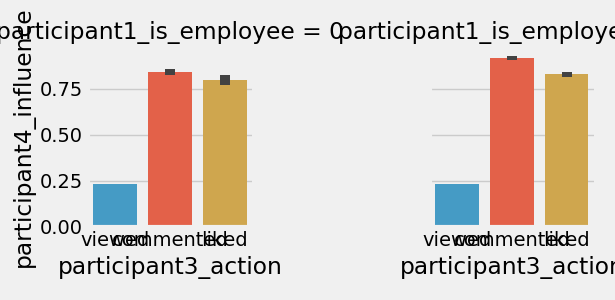 participant1_is_employee = 0
participant1_is_employe
participant4_influence
0.75
0.50
0.25
0.00
viewed commented liked
viewed commented liked
participant3_action
participant3_action